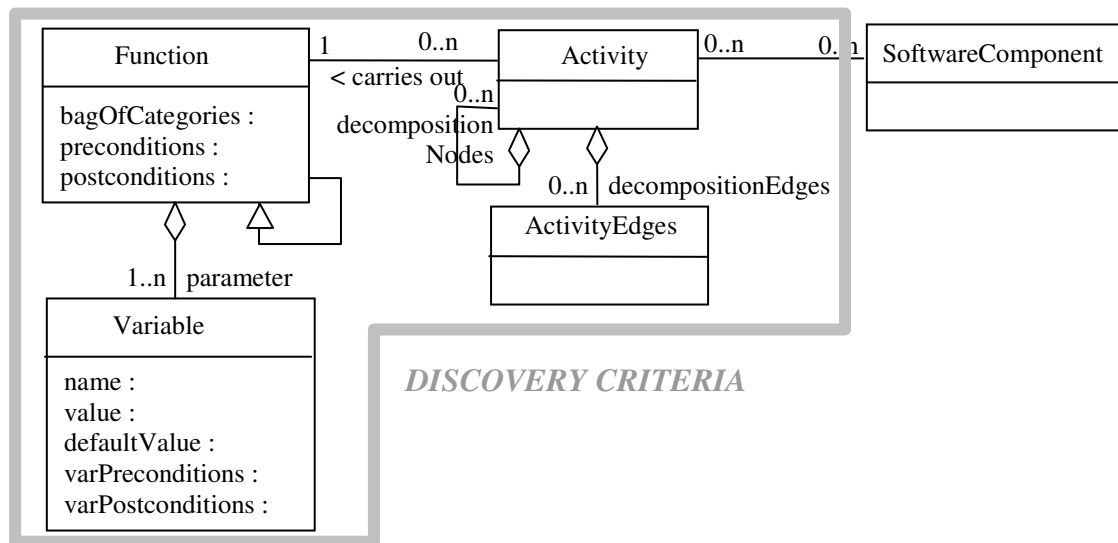 Function
bagOfCategories :
preconditions :
postconditions :
1
0..n
< carries out
Activity
0..n
0..n
SoftwareComponent
0..n
decomposition
Nodes
0..n
decompositionEdges
ActivityEdges
1..n
parameter
Variable
name :
value :
defaultValue :
varPreconditions :
varPostconditions :
DISCOVERY CRITERIA